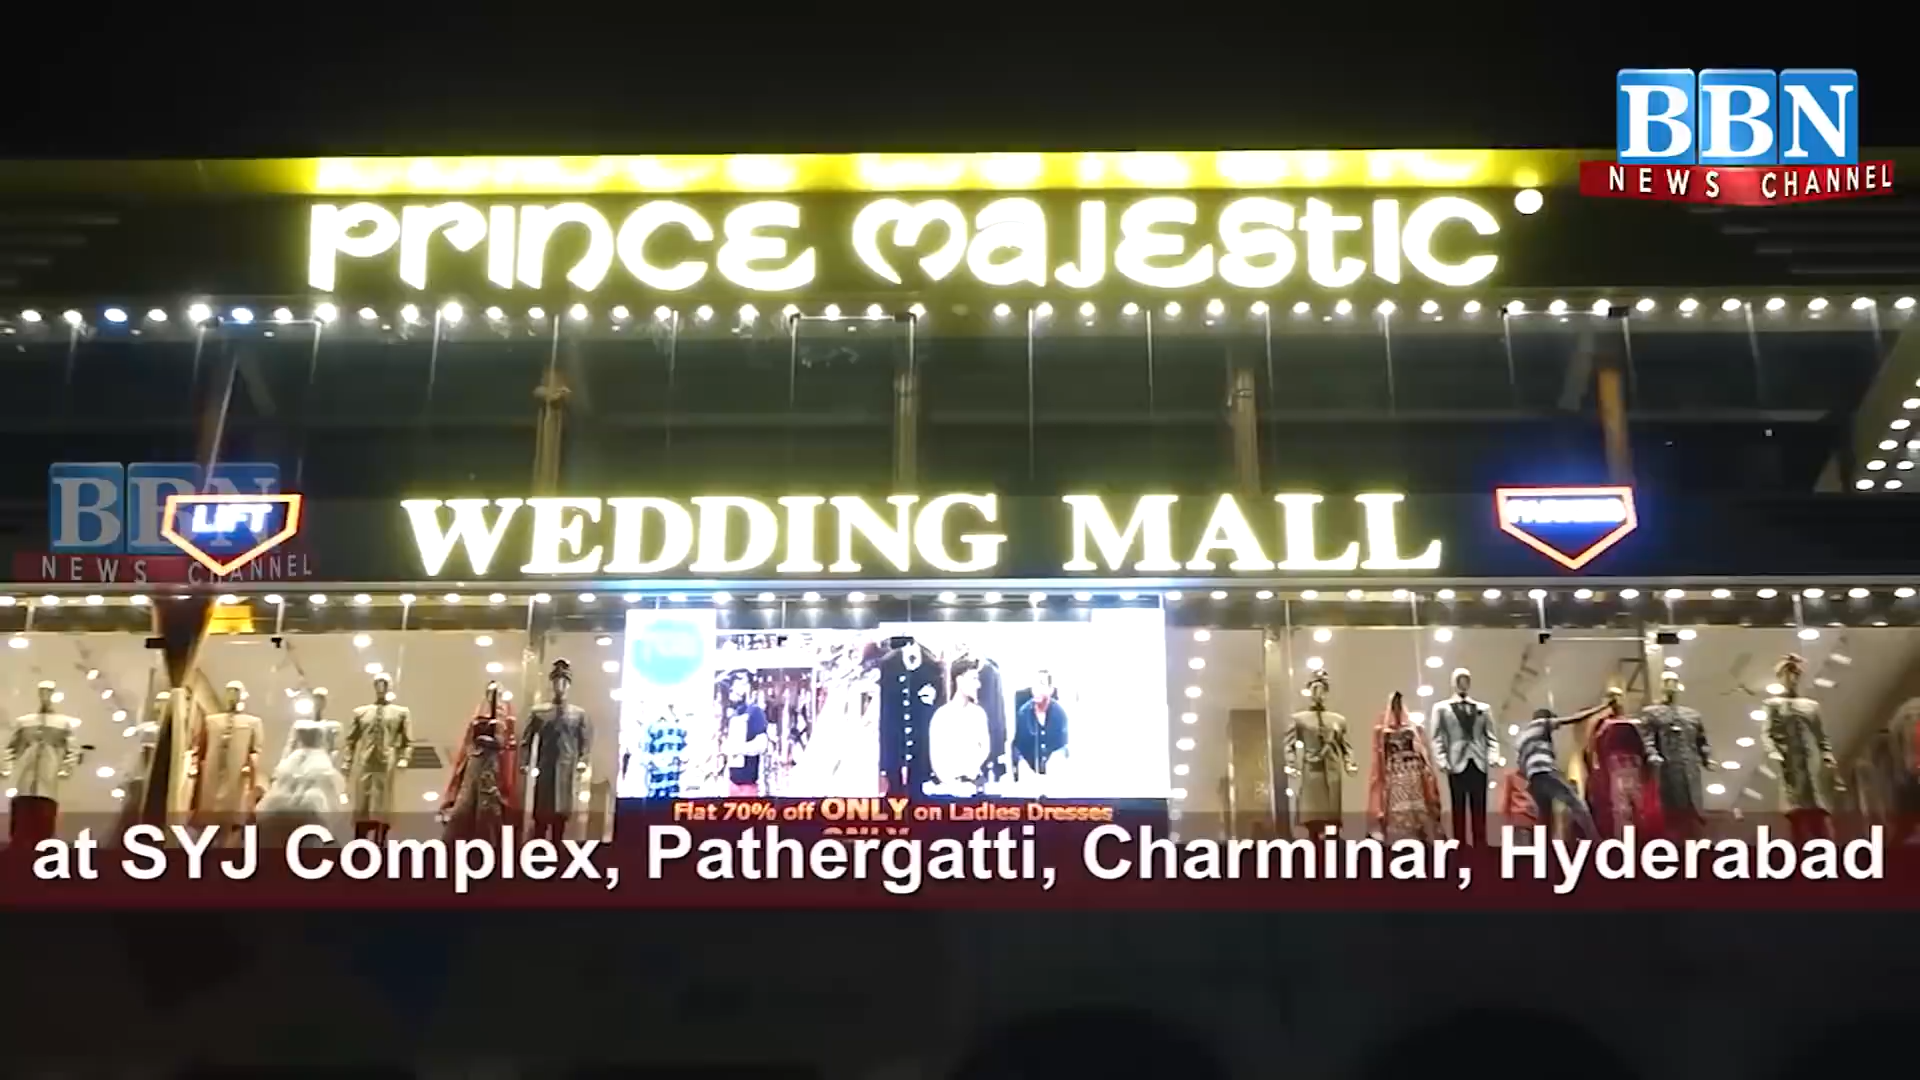 BBN
NEWS CHANNEL
PRINCE MAJESTIC
WEDDING MALL
LIFT
BBN
NEWS CHANNEL
Flat 70% off ONLY on Ladies Dresses
at SYJ Complex, Pathergatti, Charminar, Hyderabad